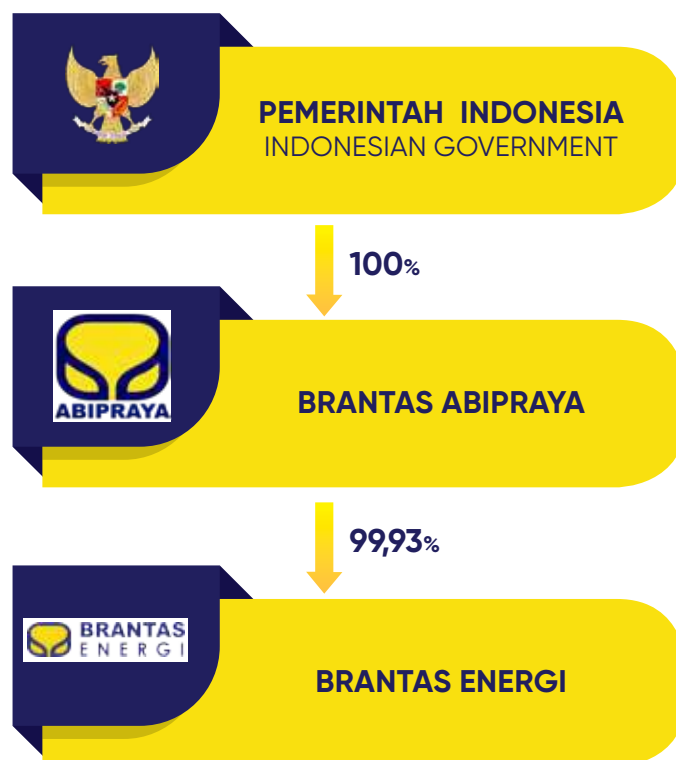 PEMERINTAH INDONESIA
INDONESIAN GOVERNMENT
100%
ABIPRAYA
BRANTAS ABIPRAYA
99,93%
BRANTAS
ENERGI
BRANTAS ENERGI